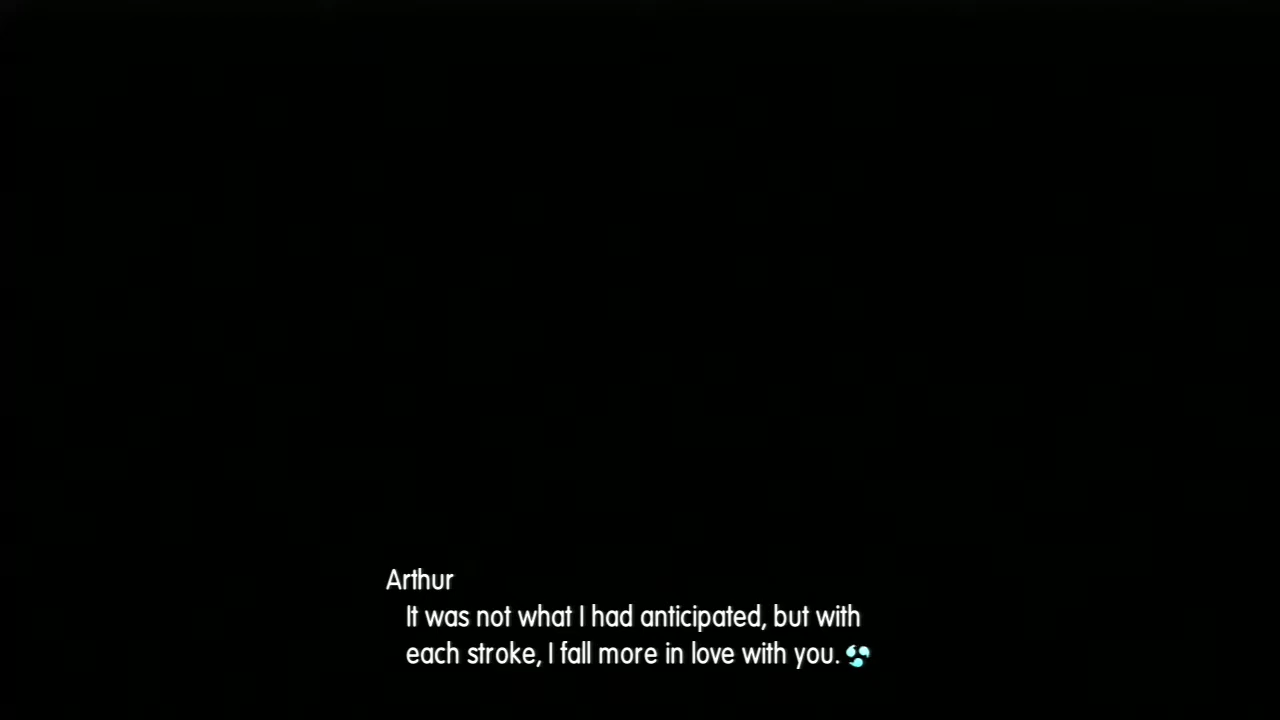 Arthur
It was not what I had anticipated, but with
each stroke, I fall more in love with you.